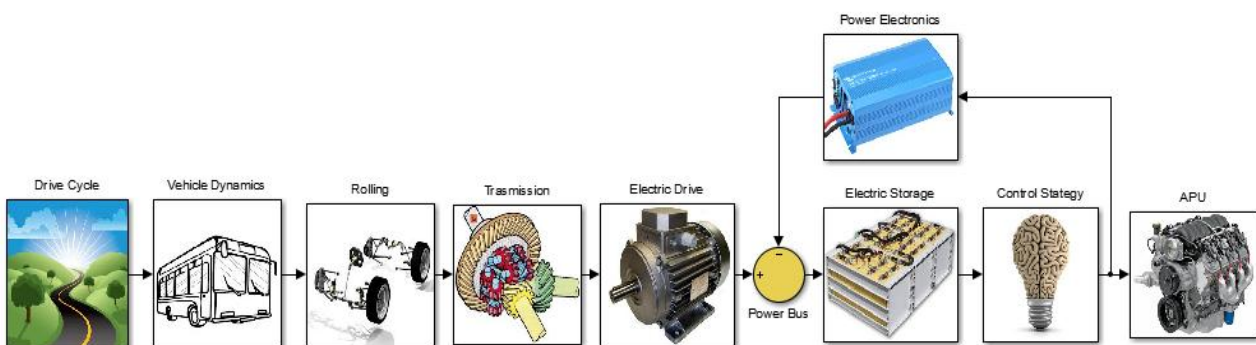 Power Electronics
Drive Cycle
Vehicle Dynamics
Rolling
Trasmission
Electric Drive
Electric Storage
Control Stategy
APU
+
-
Power Bus